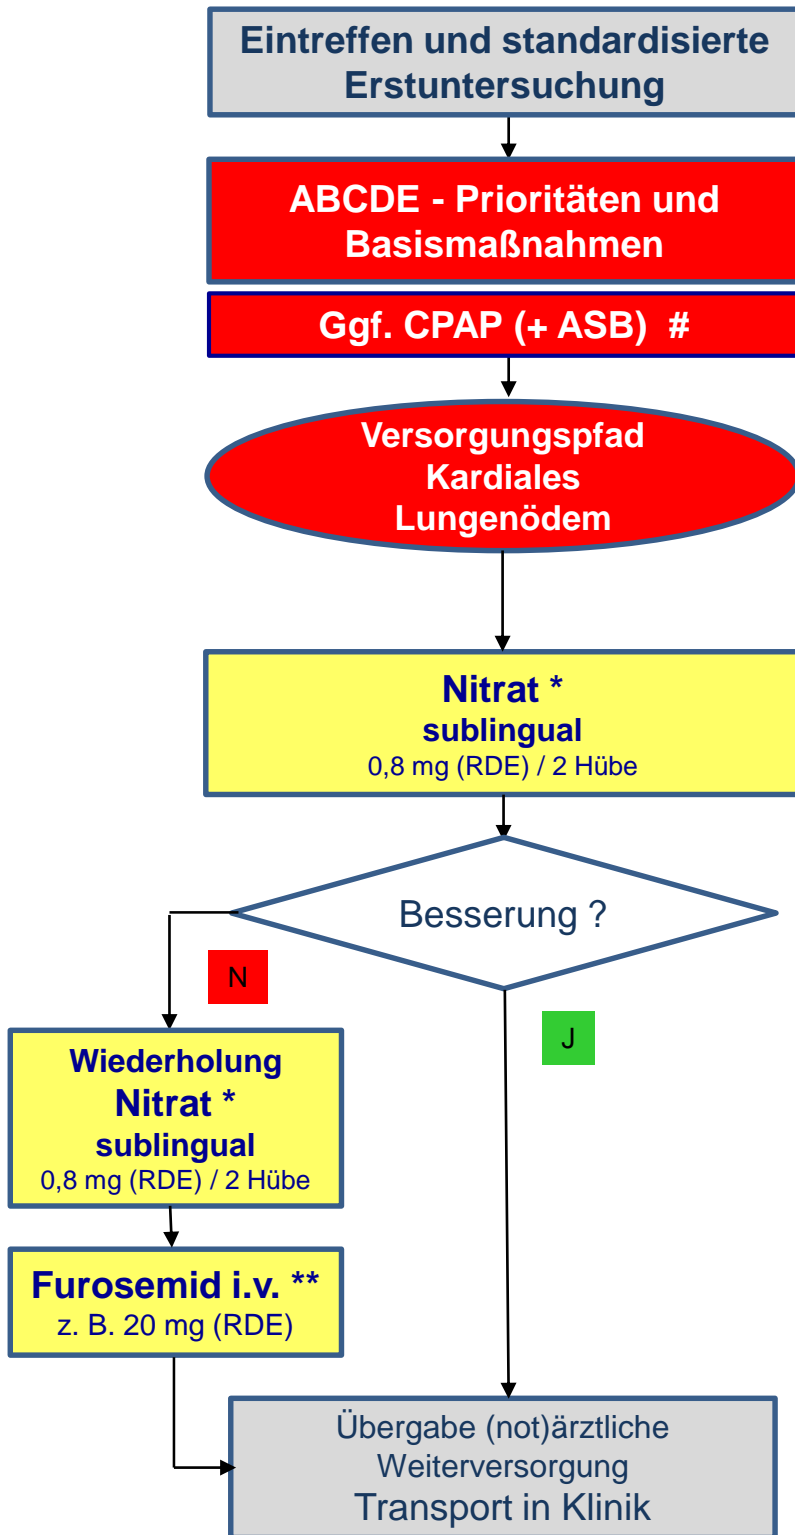 Eintreffen und standardisierte
Erstuntersuchung
ABCDE - Prioritäten und
Basismaßnahmen
Ggf. CPAP (+ ASB) #
Versorgungspfad
Kardiales
Lungenödem
Nitrat *
sublingual
0,8 mg (RDE) / 2 Hübe
Besserung ?
N
J
Wiederholung
Nitrat *
sublingual
0,8 mg (RDE) / 2 Hübe
Furosemid i.v. **
z. B. 20 mg (RDE)
Übergabe (not)ärztliche
Weiterversorgung
Transport in Klinik